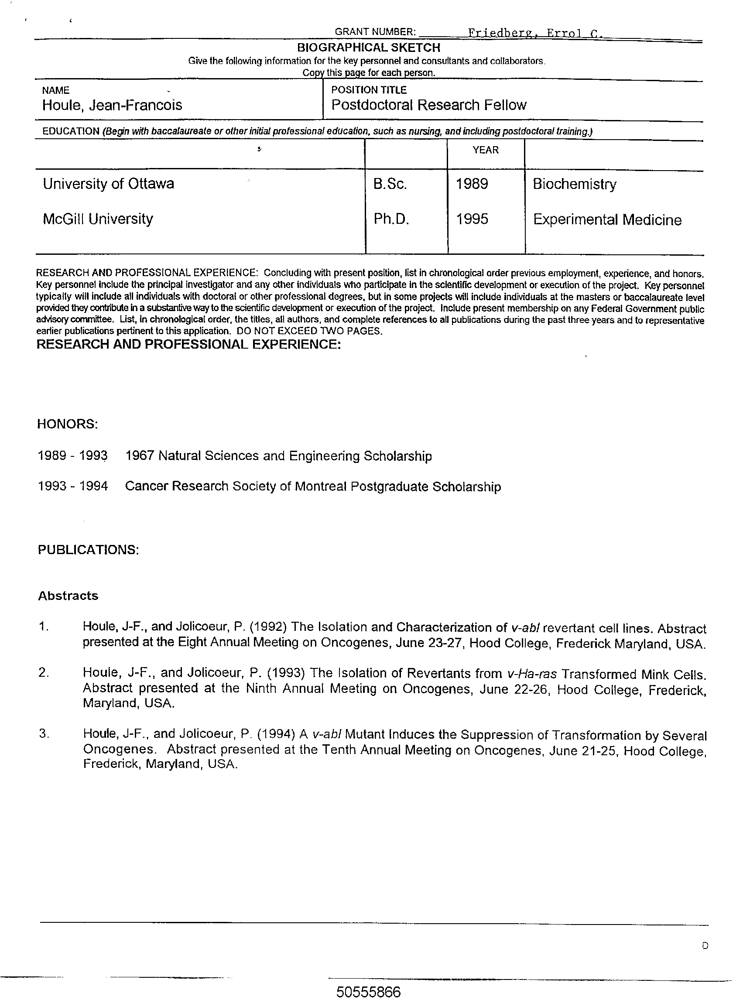 GRANT NUMBER: Friedberg, Errol C.
BIOGRAPHICAL SKETCH
Give the following information for the key personnel and consultants and collaborators.
Copy this page for each person.
NAME
Houle, Jean-Francois
POSITION TITLE
Postdoctoral Research Fellow
EDUCATION (Begin with baccalaureate or other initial professional education, such as nursing, and including postdoctoral training.)
YEAR
University of Ottawa B.Sc. 1989 Biochemistry
McGill University Ph.D. 1995 Experimental Medicine
RESEARCH AND PROFESSIONAL EXPERIENCE: Concluding with present position, list in chronological order previous employment, experience, and honors.
Key personnel include the principal investigator and any other individuals who participate in the scientific development or execution of the project. Key personnel
typically will include all individuals with doctoral or other professional degrees, but in some projects will include individuals at the masters or baccalaureate level
provided they contribute in a substantive way to the scientific development or execution of the project. Include present membership on any Federal Government public
advisory committee. List, in chronological order, the titles, all authors, and complete references to all publications during the past three years and to representative
earlier publications pertinent to this application. DO NOT EXCEED TWO PAGES.
RESEARCH AND PROFESSIONAL EXPERIENCE:
HONORS:
1989 - 1993 1967 Natural Sciences and Engineering Scholarship
1993 - 1994 Cancer Research Society of Montreal Postgraduate Scholarship
PUBLICATIONS:
Abstracts
1. Houle, J-F., and Jolicoeur, P. (1992) The Isolation and Characterization of v-abl revertant cell lines. Abstract
presented at the Eight Annual Meeting on Oncogenes, June 23-27, Hood College, Frederick Maryland, USA.
2. Houle, J-F., and Jolicoeur, P. (1993) The Isolation of Revertants from v-Ha-ras Transformed Mink Cells.
Abstract presented at the Ninth Annual Meeting on Oncogenes, June 22-26, Hood College, Frederick,
Maryland, USA.
3. Houle, J-F., and Jolicoeur, P. (1994) A v-abl Mutant Induces the Suppression of Transformation by Several
Oncogenes. Abstract presented at the Tenth Annual Meeting on Oncogenes, June 21-25, Hood College,
Frederick, Maryland, USA.
D
50555866